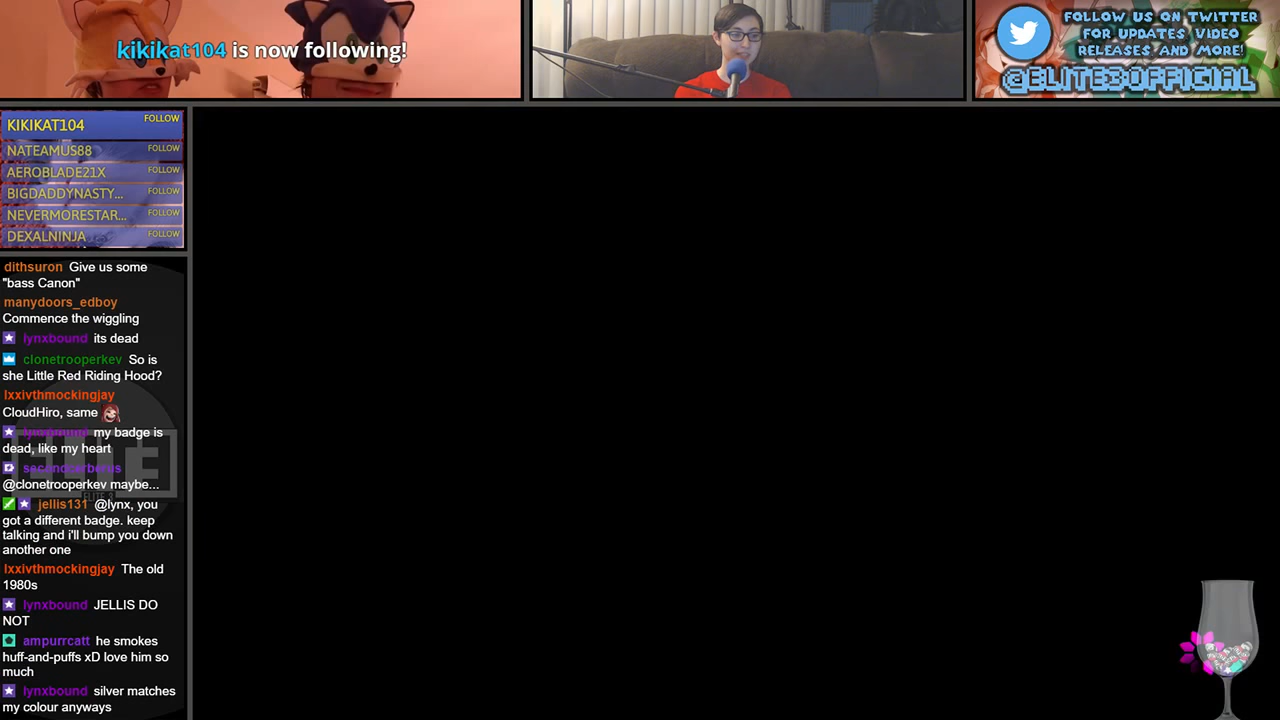 kikikat104 is now following!
FOLLOW US ON TWITTER
FOR UPDATES VIDEO
RELEASES AND MORE!
@ELITE3OFFICIAL
KIKIKAT104 FOLLOW
NATEAMUS88 FOLLOW
AEROBLADE21X FOLLOW
BIGDADDYNASTY... FOLLOW
NEVERMORESTAR... FOLLOW
DEXALNINJA FOLLOW
dithsuron Give us some
"bass Canon"
manydoors_edboy
Commence the wiggling
lynxbound its dead
clonetrooperkev So is
she Little Red Riding Hood?
lxxivthmockingjay
CloudHiro, same
lynxbound my badge is
dead, like my heart
secondcerberus
@clonetrooperkev maybe...
jellis131 @lynx, you
got a different badge. keep
talking and i'll bump you down
another one
lxxivthmockingjay The old
1980s
lynxbound JELLIS DO
NOT
ampurrcatt he smokes
huff-and-puffs xD love him so
much
lynxbound silver matches
my colour anyways
ELITE
ELITE 3